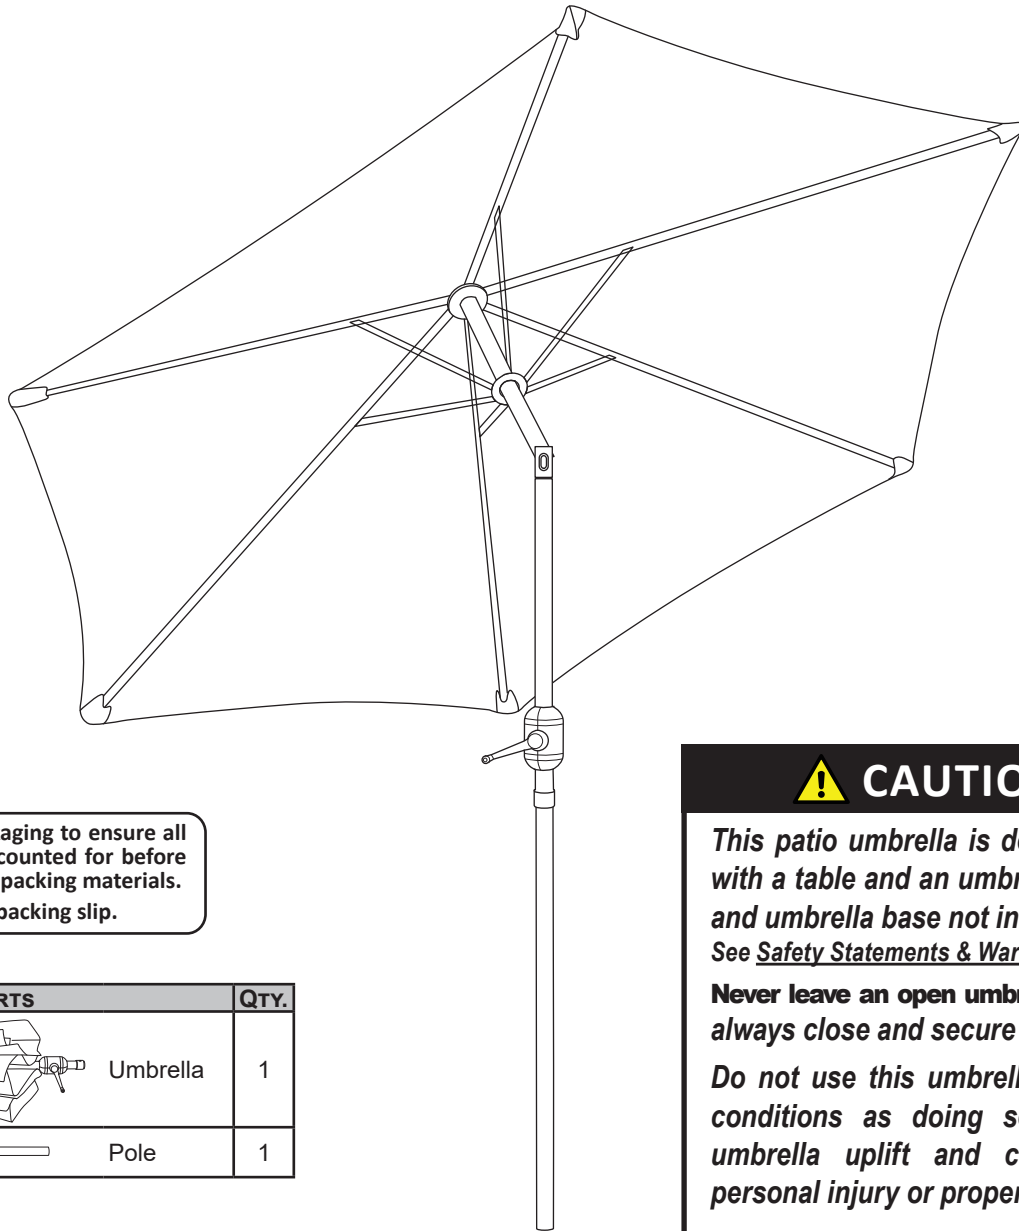 aging to ensure all
counted for before
packing materials.
packing slip.
RTS QTY.
Umbrella 1
Pole 1
CAUTIO
This patio umbrella is d
with a table and an umbr
and umbrella base not in
See Safety Statements & War
Never leave an open umbr
always close and secure
Do not use this umbrell
conditions as doing s
umbrella uplift and c
personal injury or proper